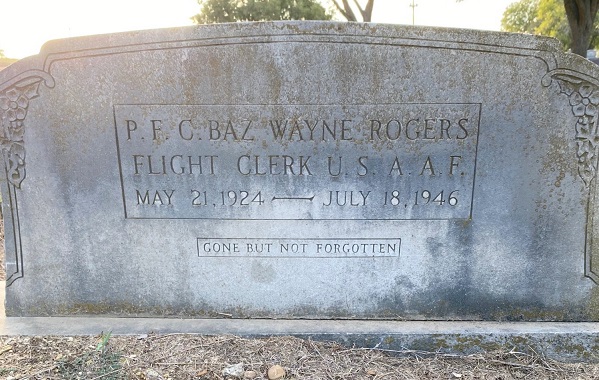 P. F. C. BAZ WAYNE ROGERS
FLIGHT CLERK U. S. A. A. F.
MAY 21, 1924 — JULY 18, 1946
GONE BUT NOT FORGOTTEN